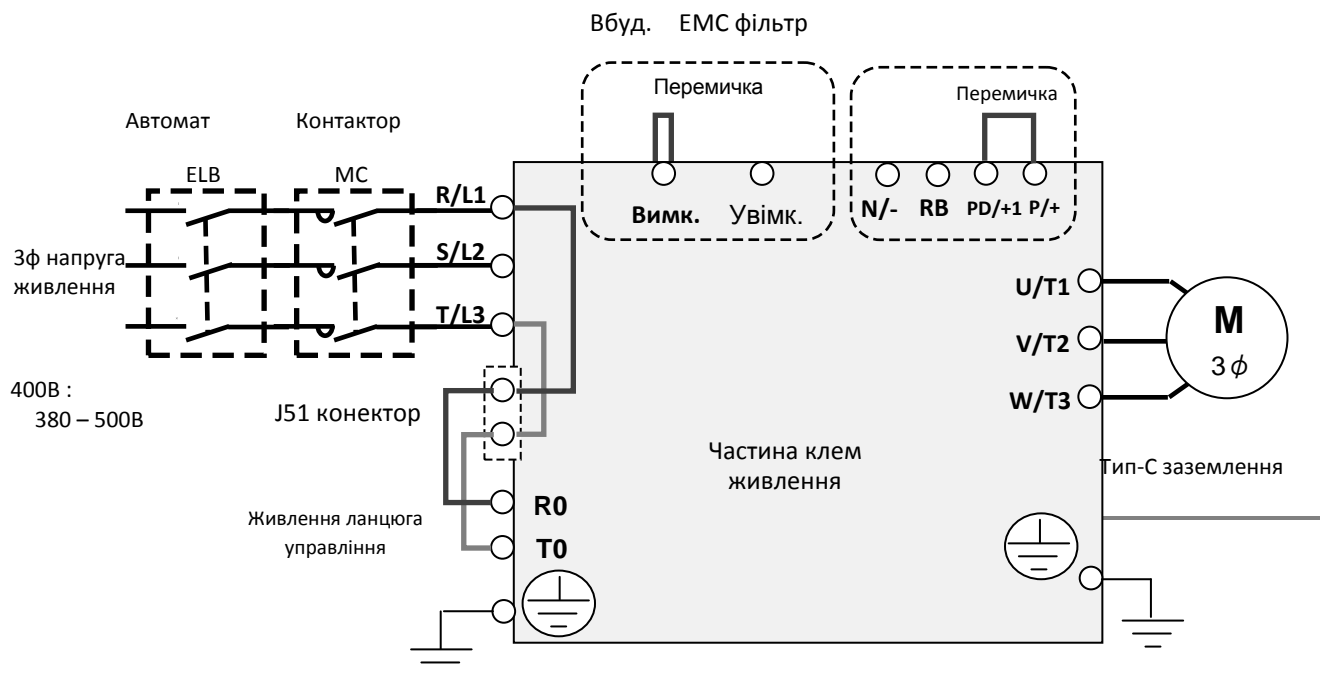 Вбуд. EMC фільтр
Перемичка
Перемичка
Автомат
Контактор
ELB
MC
R/L1
S/L2
T/L3
Вимк.
Увімк.
N/-
RB
PD/+1
P/+
3ф напруга
живлення
U/T1
V/T2
W/T3
M
3ϕ
400В :
380 – 500В
J51 конектор
Частина клем
живлення
Тип-С заземлення
Живлення ланцюга
управління
R0
T0